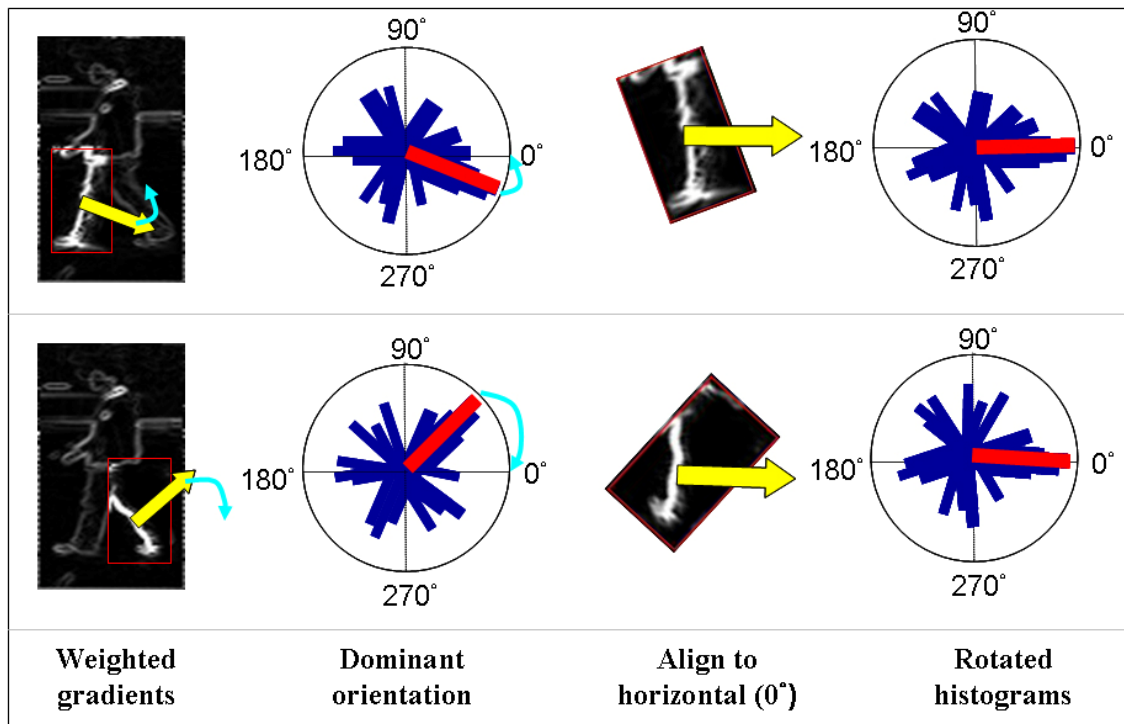 90°
180°
0°
270°
90°
180°
0°
270°
90°
180°
0°
270°
90°
180°
0°
270°
Weighted
gradients
Dominant
orientation
Align to
horizontal (0°)
Rotated
histograms